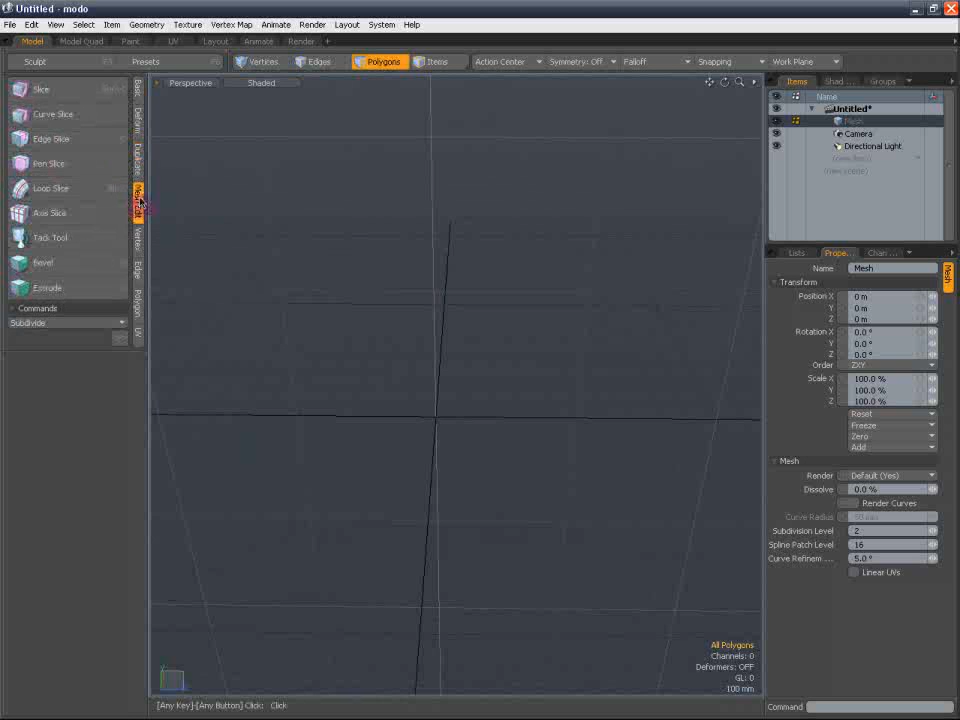 Untitled * - modo
File Edit View Select Item Geometry Texture Vertex Map Animate Render Layout System Help
Model Model Quad Paint UV Layout Animate Render +
Sculpt F5 Presets F6 Vertices Edges Polygons Items Action Center Symmetry: Off Falloff Snapping Work Plane
Perspective Shaded
Slice
Curve Slice
Edge Slice
Pen Slice
Loop Slice
Axis Slice
Tack Tool
Bevel
Extrude
Commands
Subdivide
Basic
Deform
Duplicate
Mesh Edit
Vertex
Edge
Polygon
UV
Items Shad ... Groups
Name
Untitled*
Mesh
Camera
Directional Light
(new item)
(new scene)
Lists Prope... Chan ...
Mesh
Name Mesh
Transform
Position X 0 m
Y 0 m
Z 0 m
Rotation X 0.0 °
Y 0.0 °
Z 0.0 °
Order ZXY
Scale X 100.0 %
Y 100.0 %
Z 100.0 %
Reset
Freeze
Zero
Add
Mesh
Render Default (Yes)
Dissolve 0.0 %
Render Curves
Curve Radius
Subdivision Level 2
Spline Patch Level 16
Curve Refinem ... 5.0 °
Linear UVs
All Polygons
Channels: 0
Deformers: OFF
GL: 0
100 mm
[Any Key]-[Any Button] Click: Click
Command